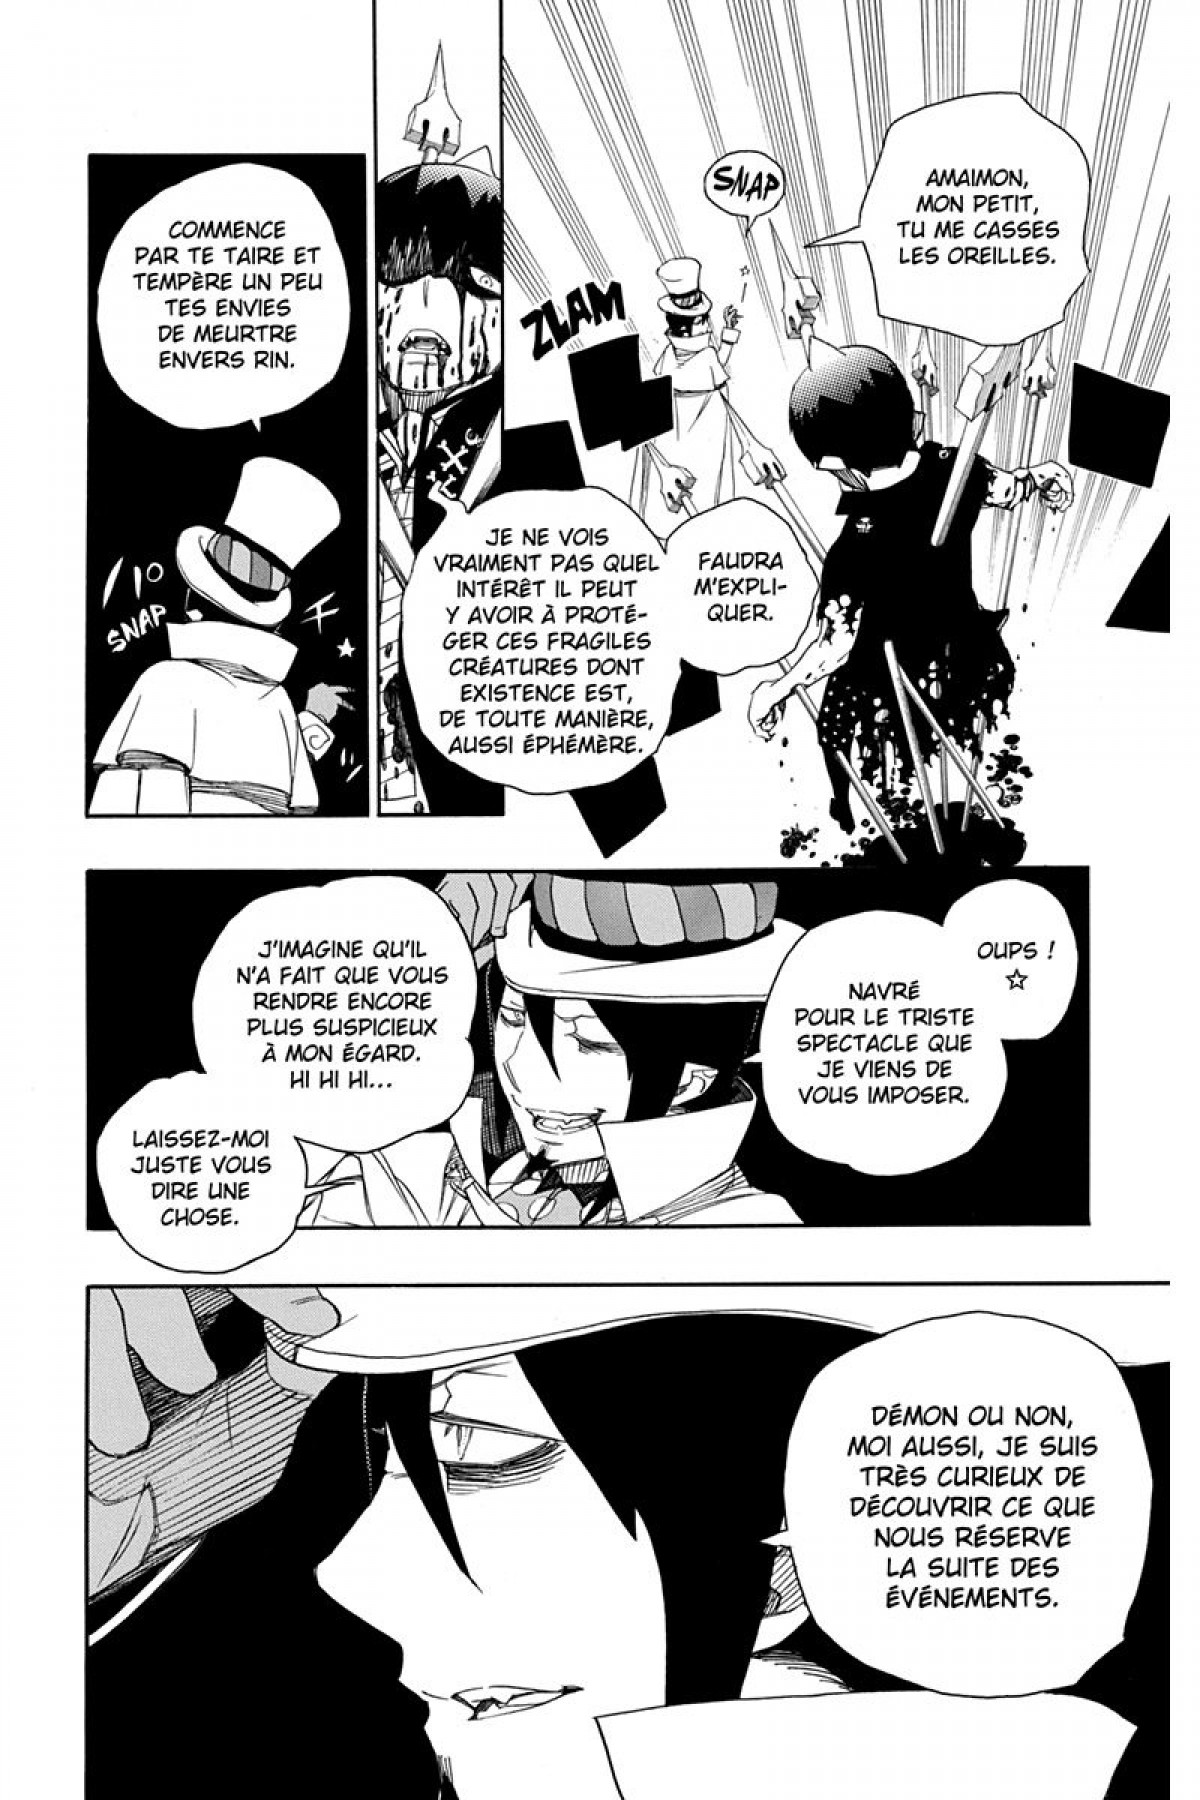 AMAIMON,
MON PETIT,
TU ME CASSES
LES OREILLES.
SNAP
ZLAM
FAUDRA
M'EXPLI-
QUER.
JE NE VOIS
VRAIMENT PAS QUEL
INTÉRÊT IL PEUT
Y AVOIR À PROTÉ-
GER CES FRAGILES
CRÉATURES DONT
EXISTENCE EST,
DE TOUTE MANIÈRE,
AUSSI ÉPHÉMÈRE.
COMMENCE
PAR TE TAIRE ET
TEMPÈRE UN PEU
TES ENVIES
DE MEURTRE
ENVERS RIN.
SNAP
OUPS !
☆
NAVRÉ
POUR LE TRISTE
SPECTACLE QUE
JE VIENS DE
VOUS IMPOSER.
J'IMAGINE QU'IL
N'A FAIT QUE VOUS
RENDRE ENCORE
PLUS SUSPICIEUX
À MON ÉGARD.
HI HI HI...
LAISSEZ-MOI
JUSTE VOUS
DIRE UNE
CHOSE.
DÉMON OU NON,
MOI AUSSI, JE SUIS
TRÈS CURIEUX DE
DÉCOUVRIR CE QUE
NOUS RÉSERVE
LA SUITE DES
ÉVÉNEMENTS.